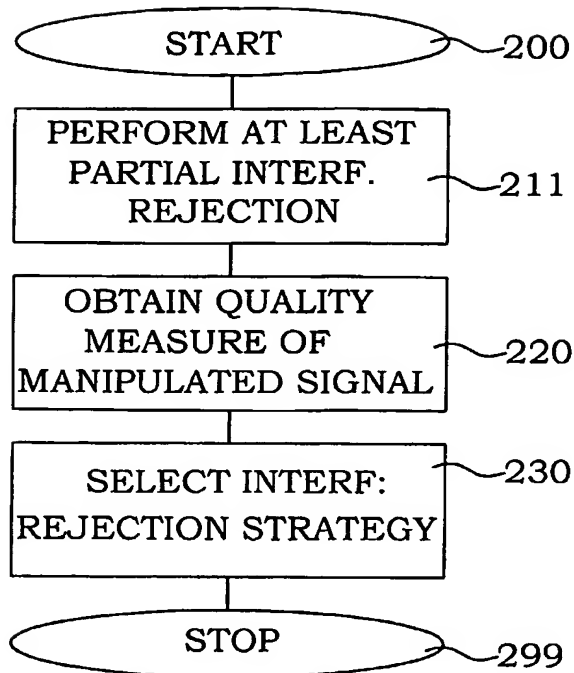 START
200
PERFORM AT LEAST
PARTIAL INTERF.
REJECTION
211
OBTAIN QUALITY
MEASURE OF
MANIPULATED SIGNAL
220
SELECT INTERF:
REJECTION STRATEGY
230
STOP
299